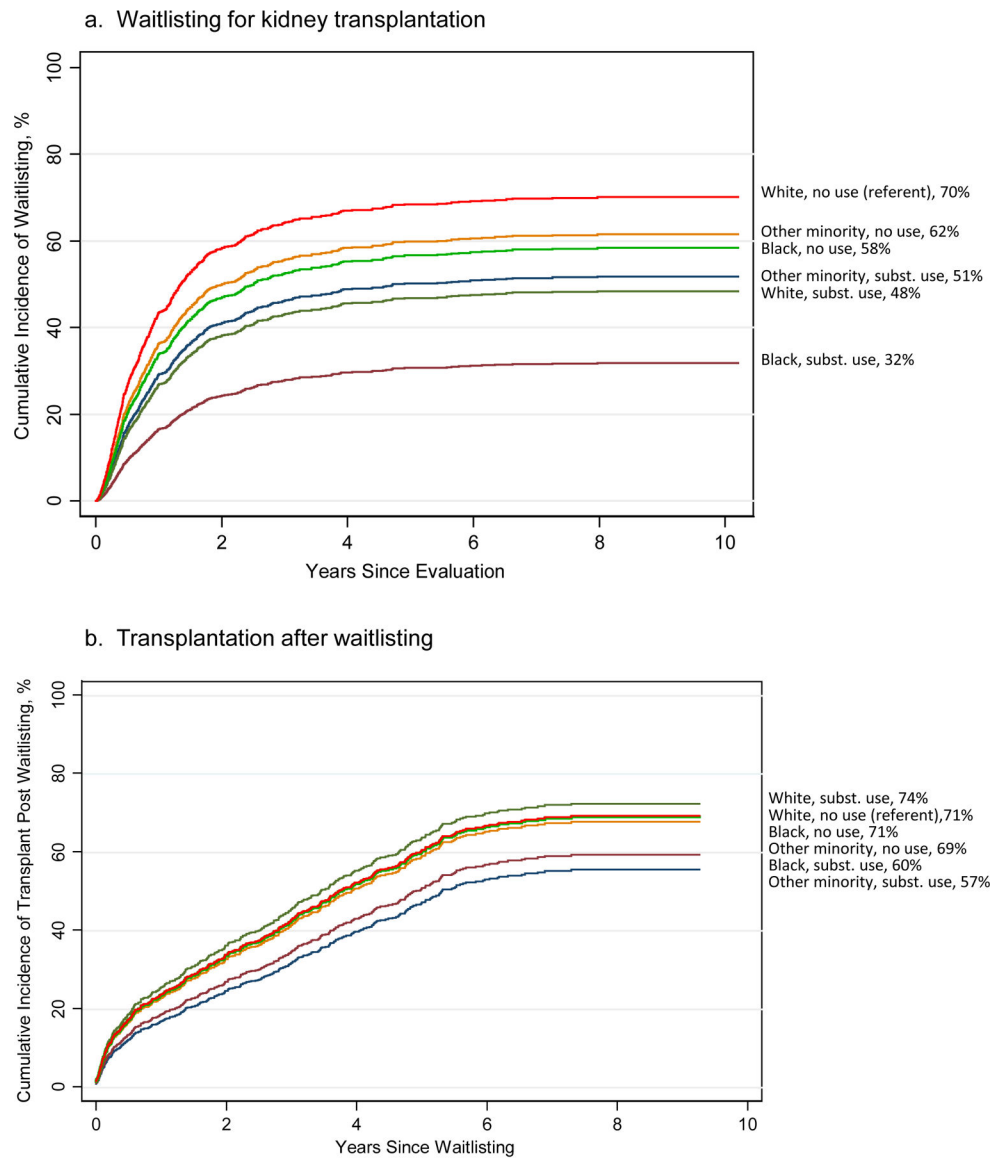 a. Waitlisting for kidney transplantation
Cumulative Incidence of Waitlisting, %
100
80
60
40
20
0
0 2 4 6 8 10
Years Since Evaluation
White, no use (referent), 70%
Other minority, no use, 62%
Black, no use, 58%
Other minority, subst. use, 51%
White, subst. use, 48%
Black, subst. use, 32%
b. Transplantation after waitlisting
Cumulative Incidence of Transplant Post Waitlisting, %
100
80
60
40
20
0
0 2 4 6 8 10
Years Since Waitlisting
White, subst. use, 74%
White, no use (referent),71%
Black, no use, 71%
Other minority, no use, 69%
Black, subst. use, 60%
Other minority, subst. use, 57%